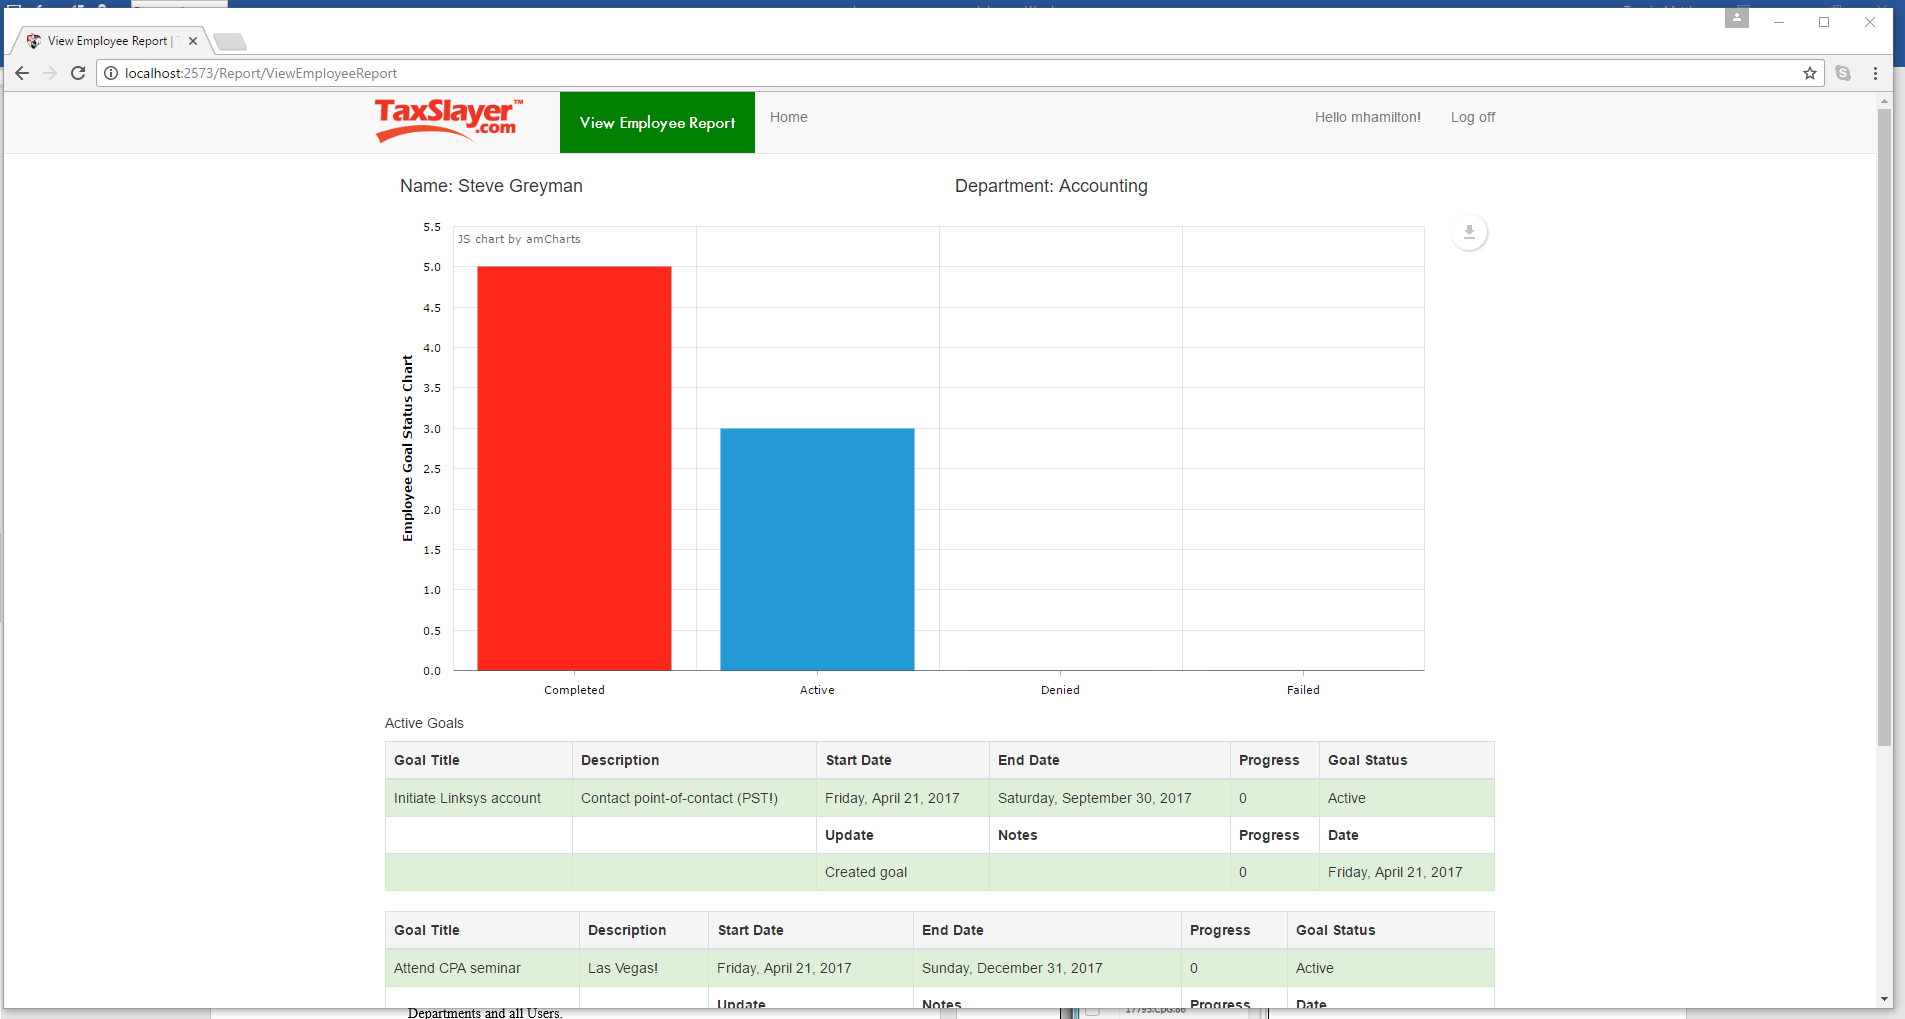 View Employee Report |
localhost:2573/Report/ViewEmployeeReport
TaxSlayer™
.com
View Employee Report
Home
Hello mhamilton!
Log off
Name: Steve Greyman
Department: Accounting
5.5
JS chart by amCharts
5.0
4.5
4.0
3.5
3.0
2.5
2.0
1.5
1.0
0.5
0.0
Employee Goal Status Chart
Completed Active Denied Failed
Active Goals
Goal Title Description Start Date End Date Progress Goal Status
Initiate Linksys account Contact point-of-contact (PST!) Friday, April 21, 2017 Saturday, September 30, 2017 0 Active
Update Notes Progress Date
Created goal 0 Friday, April 21, 2017
Goal Title Description Start Date End Date Progress Goal Status
Attend CPA seminar Las Vegas! Friday, April 21, 2017 Sunday, December 31, 2017 0 Active
Update Notes Progress Date
Departments and all Users.